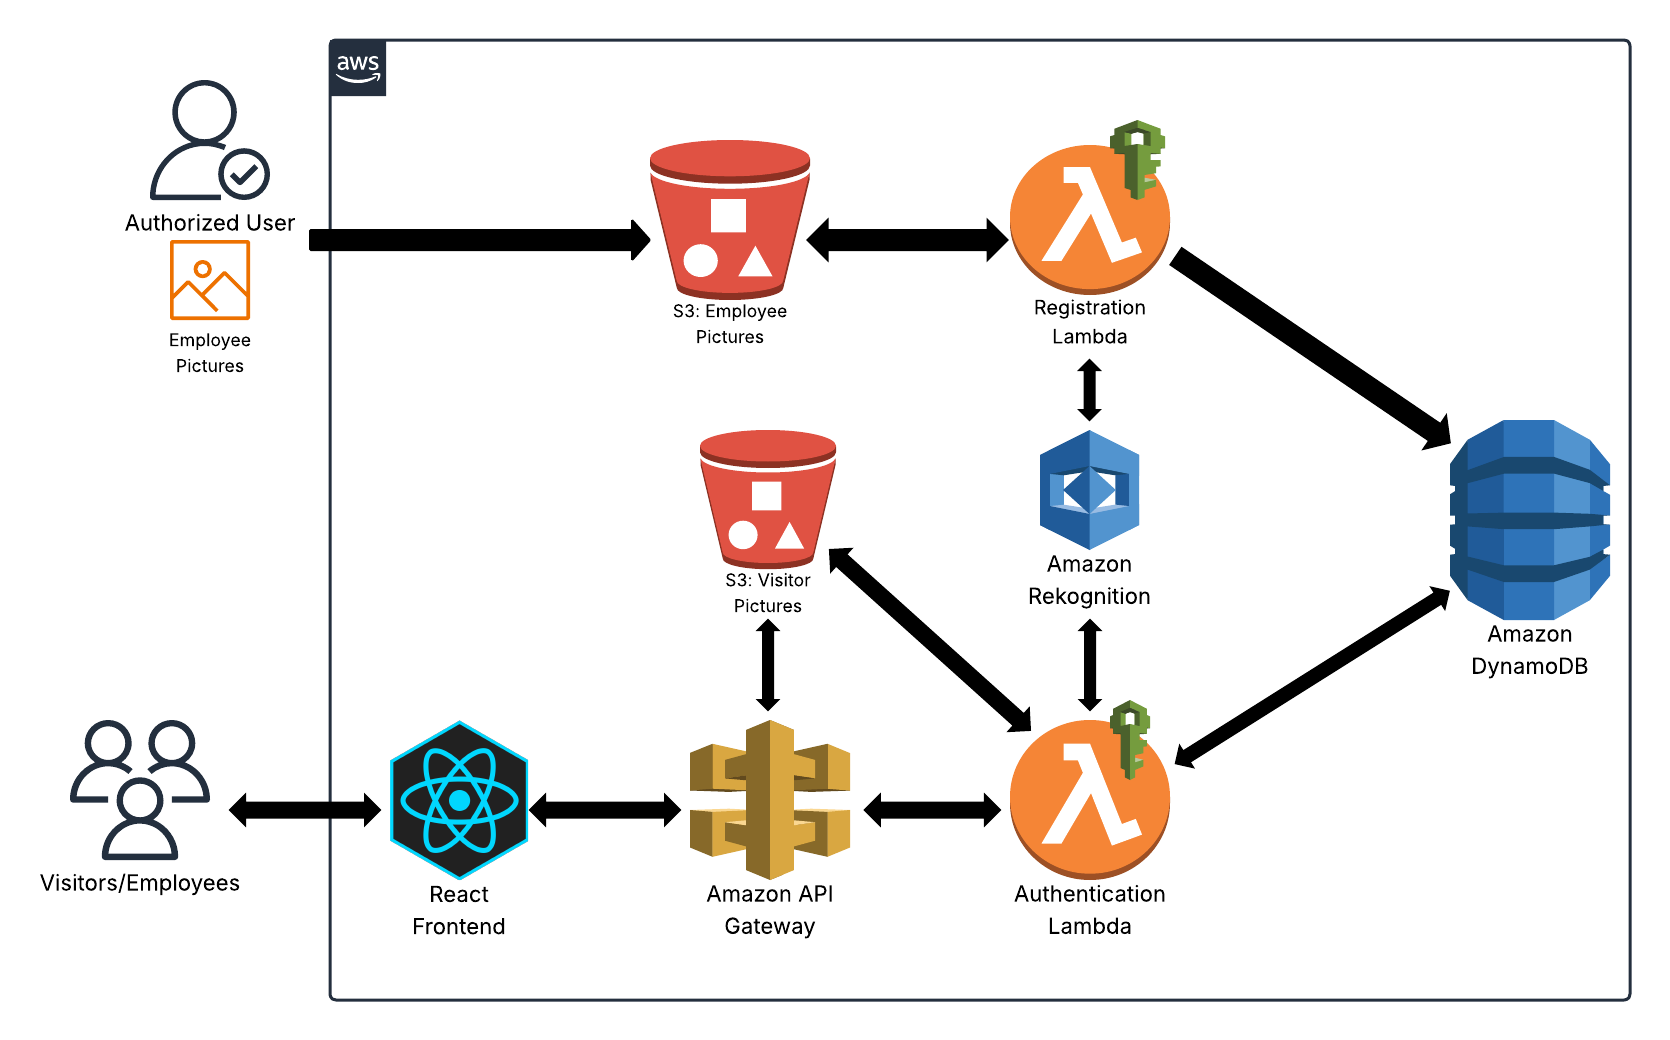 aws
Authorized User
Employee
Pictures
S3: Employee
Pictures
Registration
Lambda
S3: Visitor
Pictures
Amazon
Rekognition
Amazon
DynamoDB
Visitors/Employees
React
Frontend
Amazon API
Gateway
Authentication
Lambda